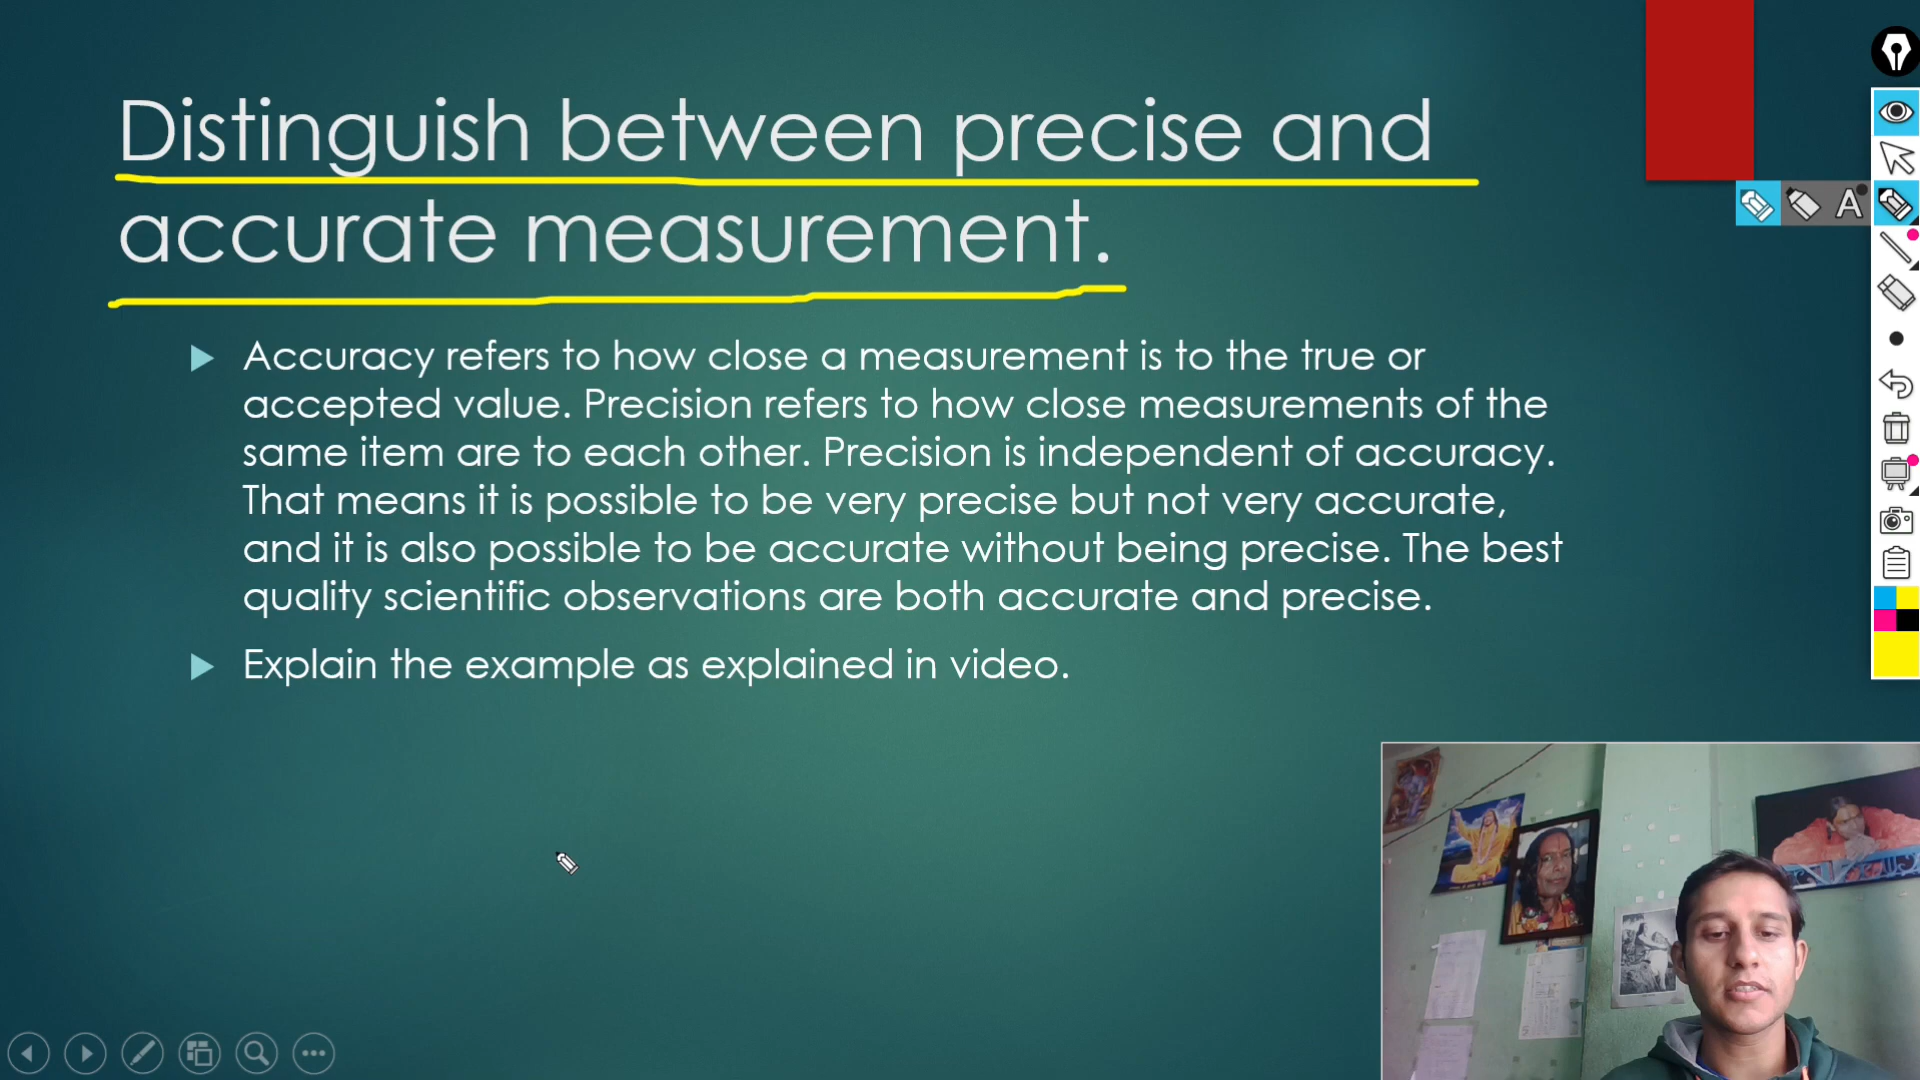 Distinguish between precise and
accurate measurement.
Accuracy refers to how close a measurement is to the true or
accepted value. Precision refers to how close measurements of the
same item are to each other. Precision is independent of accuracy.
That means it is possible to be very precise but not very accurate,
and it is also possible to be accurate without being precise. The best
quality scientific observations are both accurate and precise.
Explain the example as explained in video.
A